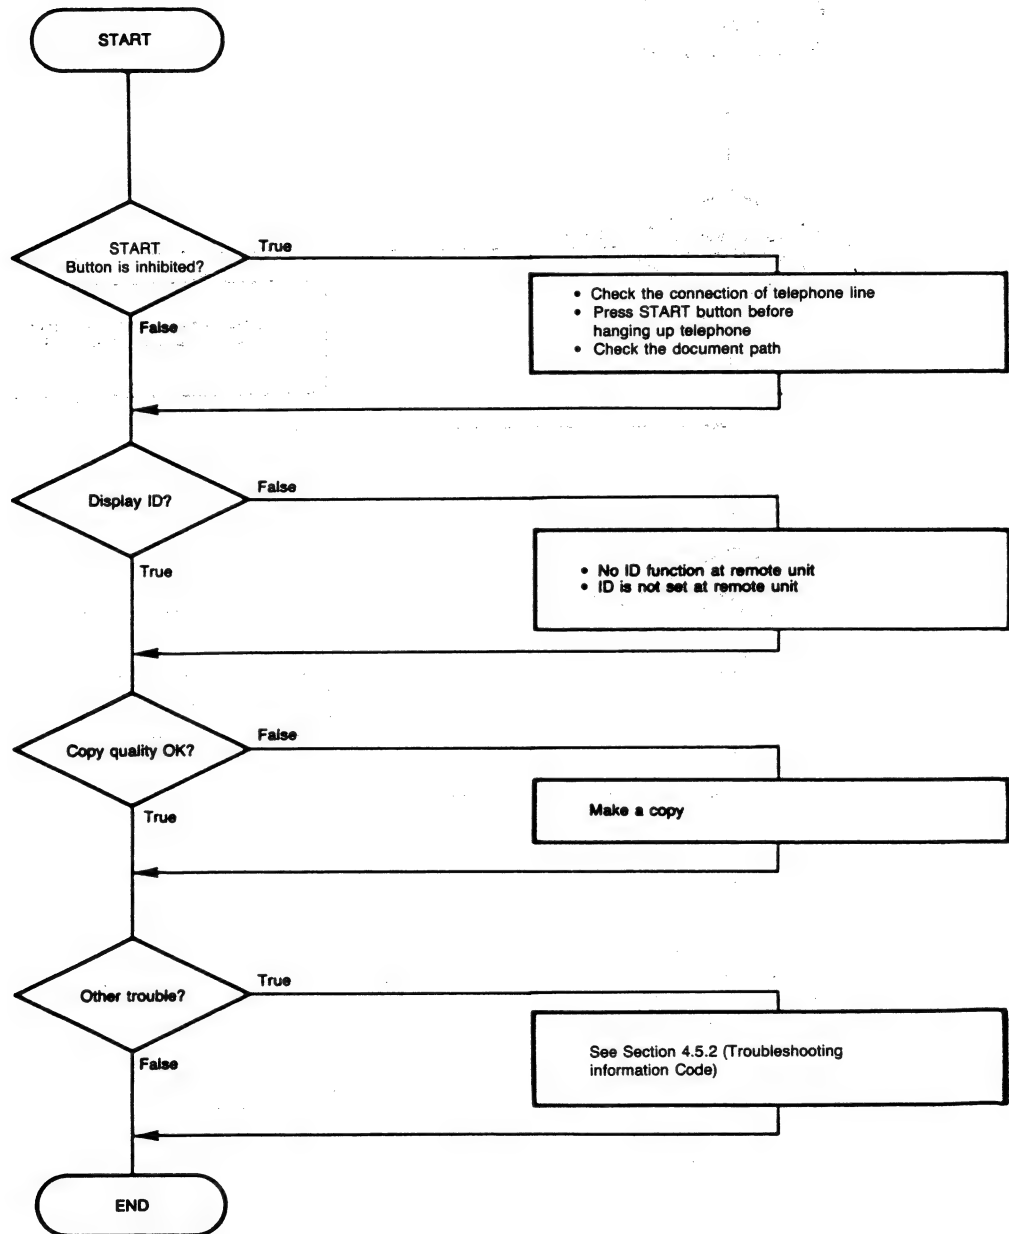 START
START
Button is inhibited?
True
• Check the connection of telephone line
• Press START button before
hanging up telephone
• Check the document path
False
Display ID?
False
• No ID function at remote unit
• ID is not set at remote unit
True
Copy quality OK?
False
Make a copy
True
Other trouble?
True
See Section 4.5.2 (Troubleshooting
information Code)
False
END